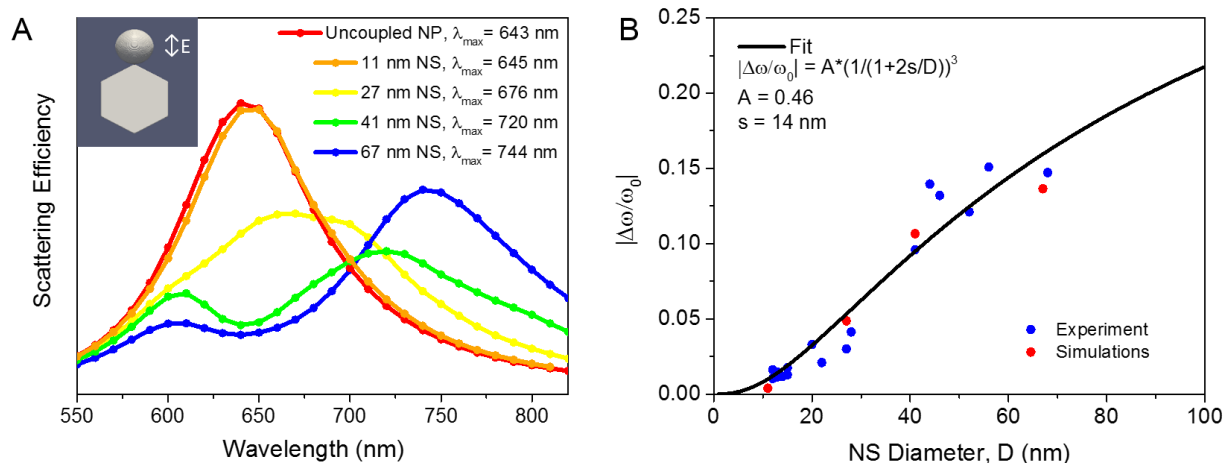 A
E
Uncoupled NP, λmax= 643 nm
11 nm NS, λmax= 645 nm
27 nm NS, λmax= 676 nm
41 nm NS, λmax= 720 nm
67 nm NS, λmax= 744 nm
Scattering Efficiency
550 600 650 700 750 800
Wavelength (nm)
B
Fit
|Δω/ω0| = A*(1/(1+2s/D))³
A = 0.46
s = 14 nm
|Δω/ω0|
0.25
0.20
0.15
0.10
0.05
0.00
Experiment
Simulations
0 20 40 60 80 100
NS Diameter, D (nm)